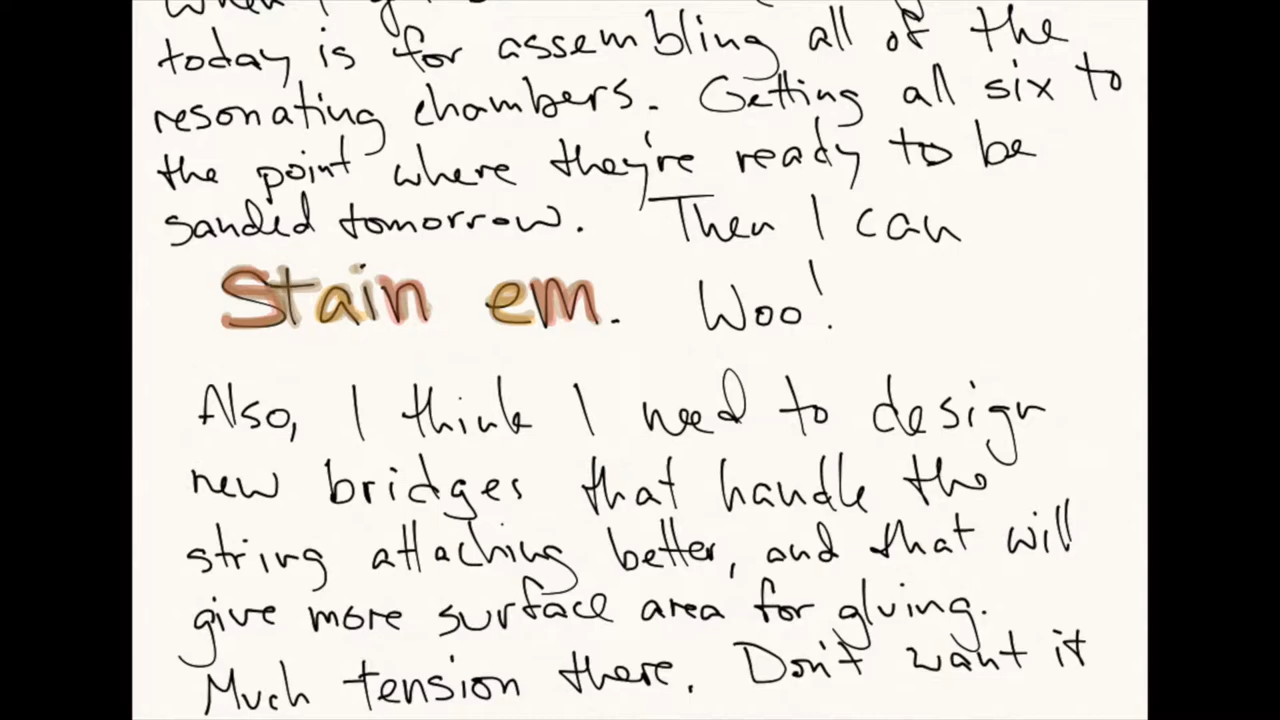 When I
today is for assembling all of the
resonating chambers. Getting all six to
the point where they're ready to be
sanded tomorrow. Then I can
Stain em. Woo!
Also, I think I need to design
new bridges that handle the
string attaching better, and that will
give more surface area for gluing.
Much tension there. Don't want it